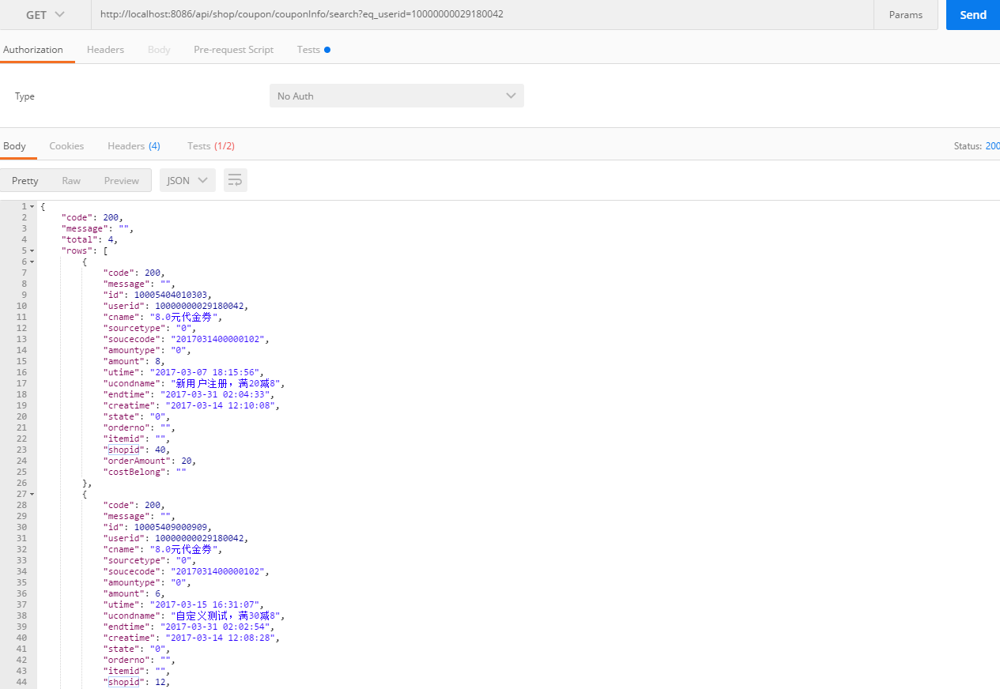 GET http://localhost:8086/api/shop/coupon/couponInfo/search?eq_userid=10000000029180042 Params Send
Authorization Headers Body Pre-request Script Tests
Type No Auth
Body Cookies Headers (4) Tests (1/2) Status: 200
Pretty Raw Preview JSON
1 {
2 "code": 200,
3 "message": "",
4 "total": 4,
5 "rows": [
6 {
7 "code": 200,
8 "message": "",
9 "id": 10005404010303,
10 "userid": 10000000029180042,
11 "cname": "8.0元代金券",
12 "sourcetype": "0",
13 "soucecode": "2017031400000102",
14 "amountype": "0",
15 "amount": 8,
16 "utime": "2017-03-07 18:15:56",
17 "ucondname": "新用户注册，满20减8",
18 "endtime": "2017-03-31 02:04:33",
19 "creatime": "2017-03-14 12:10:08",
20 "state": "0",
21 "orderno": "",
22 "itemid": "",
23 "shopid": 40,
24 "orderAmount": 20,
25 "costBelong": ""
26 },
27 {
28 "code": 200,
29 "message": "",
30 "id": 10005409000909,
31 "userid": 10000000029180042,
32 "cname": "8.0元代金券",
33 "sourcetype": "0",
34 "soucecode": "2017031400000102",
35 "amountype": "0",
36 "amount": 6,
37 "utime": "2017-03-15 16:31:07",
38 "ucondname": "自定义测试，满30减8",
39 "endtime": "2017-03-31 02:02:54",
40 "creatime": "2017-03-14 12:08:28",
41 "state": "0",
42 "orderno": "",
43 "itemid": "",
44 "shopid": 12,